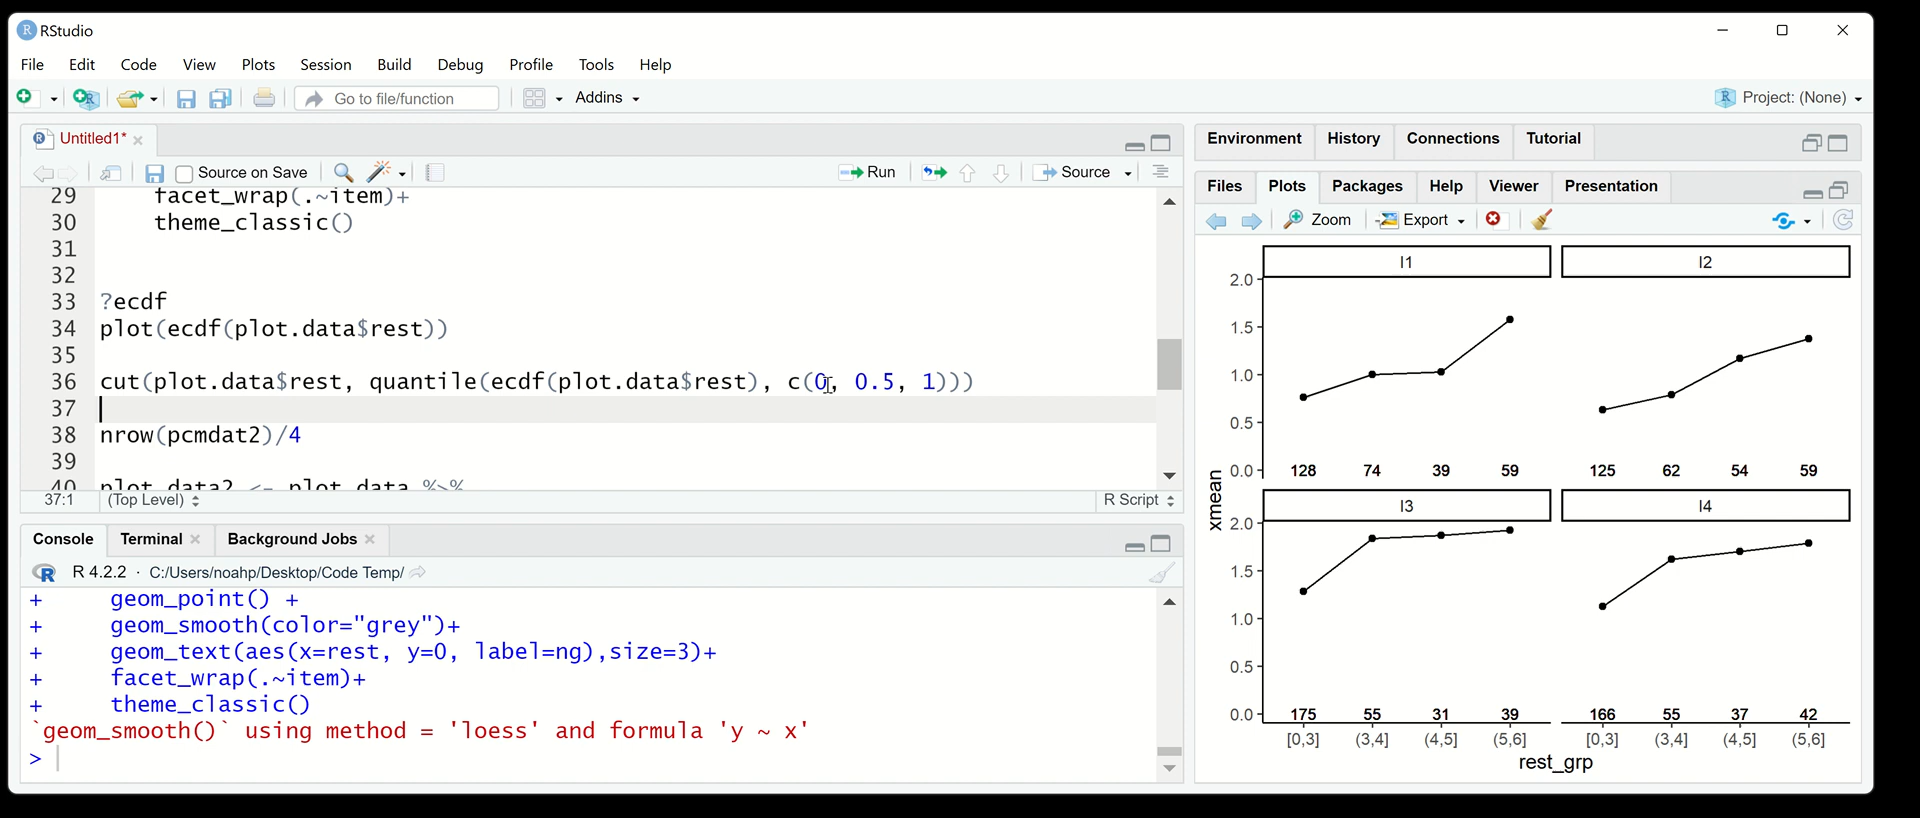 RStudio
File Edit Code View Plots Session Build Debug Profile Tools Help
Go to file/function Addins Project: (None)
Untitled1*
Source on Save Run Source
29 facet_wrap(.~item)+
30 theme_classic()
31
32
33 ?ecdf
34 plot(ecdf(plot.data$rest))
35
36 cut(plot.data$rest, quantile(ecdf(plot.data$rest), c(0, 0.5, 1)))
37
38 nrow(pcmdat2)/4
39
40 plot.data2 <- plot.data %>%
37:1 (Top Level) R Script
Console Terminal Background Jobs
R 4.2.2 · C:/Users/noahp/Desktop/Code Temp/
+ geom_point() +
+ geom_smooth(color="grey")+
+ geom_text(aes(x=rest, y=0, label=ng),size=3)+
+ facet_wrap(.~item)+
+ theme_classic()
`geom_smooth()` using method = 'loess' and formula 'y ~ x'
>
Environment History Connections Tutorial
Files Plots Packages Help Viewer Presentation
Zoom Export
I1 I2
2.0
1.5
1.0
0.5
0.0 128 74 39 59 125 62 54 59
xmean
I3 I4
2.0
1.5
1.0
0.5
0.0 175 55 31 39 166 55 37 42
[0,3] (3,4] (4,5] (5,6] [0,3] (3,4] (4,5] (5,6]
rest_grp